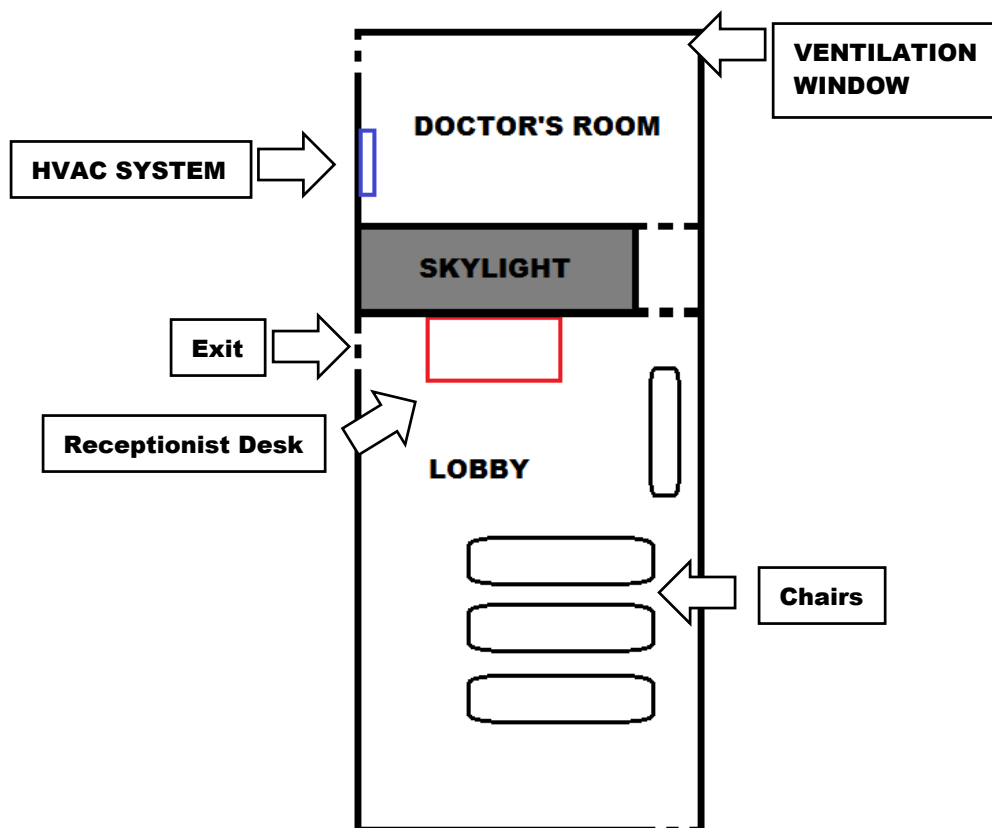 VENTILATION
WINDOW
DOCTOR'S ROOM
HVAC SYSTEM
SKYLIGHT
Exit
Receptionist Desk
LOBBY
Chairs